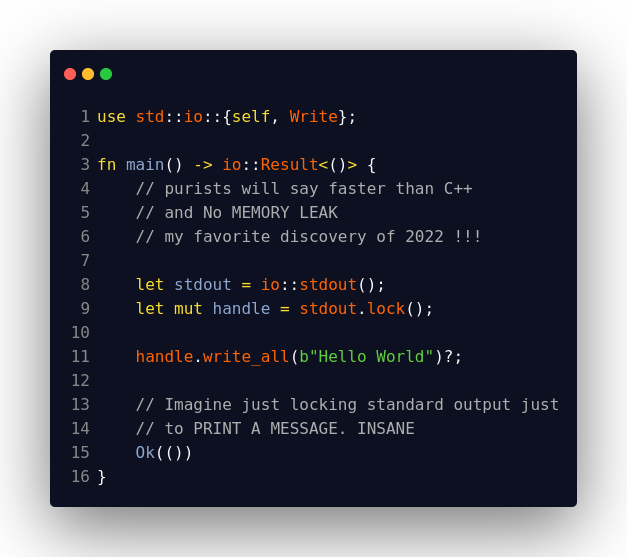 1 use std::io::{self, Write};
2
3 fn main() -> io::Result<()> {
4     // purists will say faster than C++
5     // and No MEMORY LEAK
6     // my favorite discovery of 2022 !!!
7
8     let stdout = io::stdout();
9     let mut handle = stdout.lock();
10
11     handle.write_all(b"Hello World")?;
12
13     // Imagine just locking standard output just
14     // to PRINT A MESSAGE. INSANE
15     Ok(())
16 }